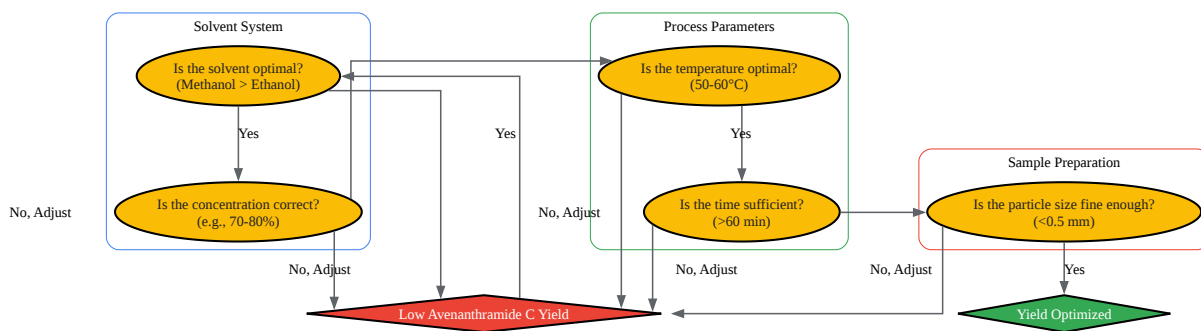 Solvent System
Process Parameters
Is the solvent optimal?
(Methanol > Ethanol)
Is the temperature optimal?
(50-60°C)
Yes
Yes
Yes
Sample Preparation
Is the concentration correct?
(e.g., 70-80%)
Is the time sufficient?
(>60 min)
Is the particle size fine enough?
(<0.5 mm)
No, Adjust
No, Adjust
No, Adjust
No, Adjust
No, Adjust
Yes
Low Avenanthramide C Yield
Yield Optimized